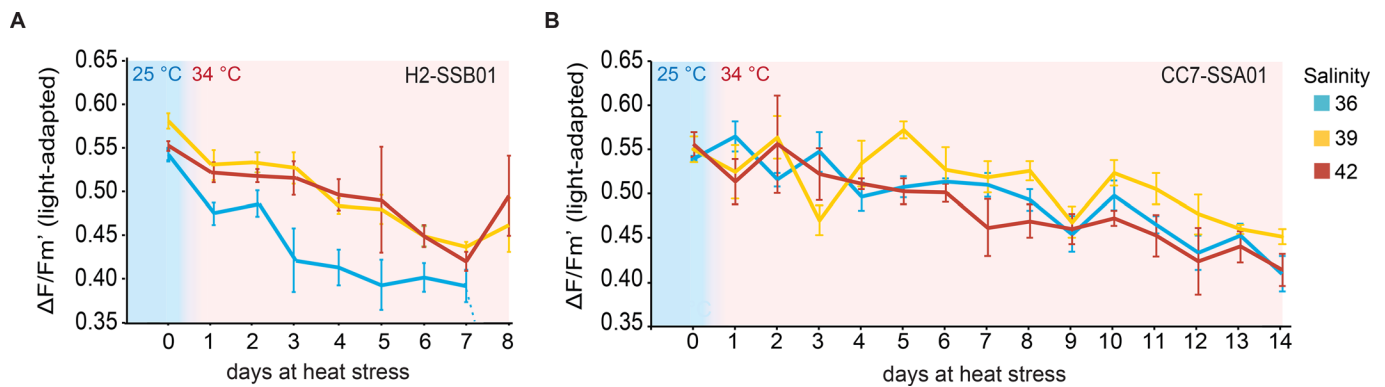 A
B
ΔF/Fm' (light-adapted)
0.65
0.60
0.55
0.50
0.45
0.40
0.35
25 °C
34 °C
H2-SSB01
0 1 2 3 4 5 6 7 8
days at heat stress
ΔF/Fm' (light-adapted)
0.65
0.60
0.55
0.50
0.45
0.40
0.35
25 °C
34 °C
CC7-SSA01
0 1 2 3 4 5 6 7 8 9 10 11 12 13 14
days at heat stress
Salinity
36
39
42